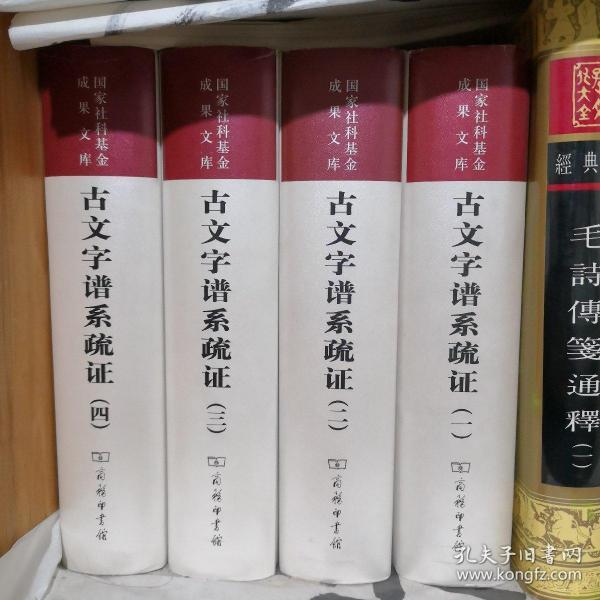 国家社科基金
成果文库
古文字谱系疏证
(四)
商务印书馆
国家社科基金
成果文库
古文字谱系疏证
(三)
商务印书馆
国家社科基金
成果文库
古文字谱系疏证
(二)
商务印书馆
国家社科基金
成果文库
古文字谱系疏证
(一)
商务印书馆
大全
經典
毛詩傳箋通釋
(一)
孔夫子旧书网
www.kongfz.com